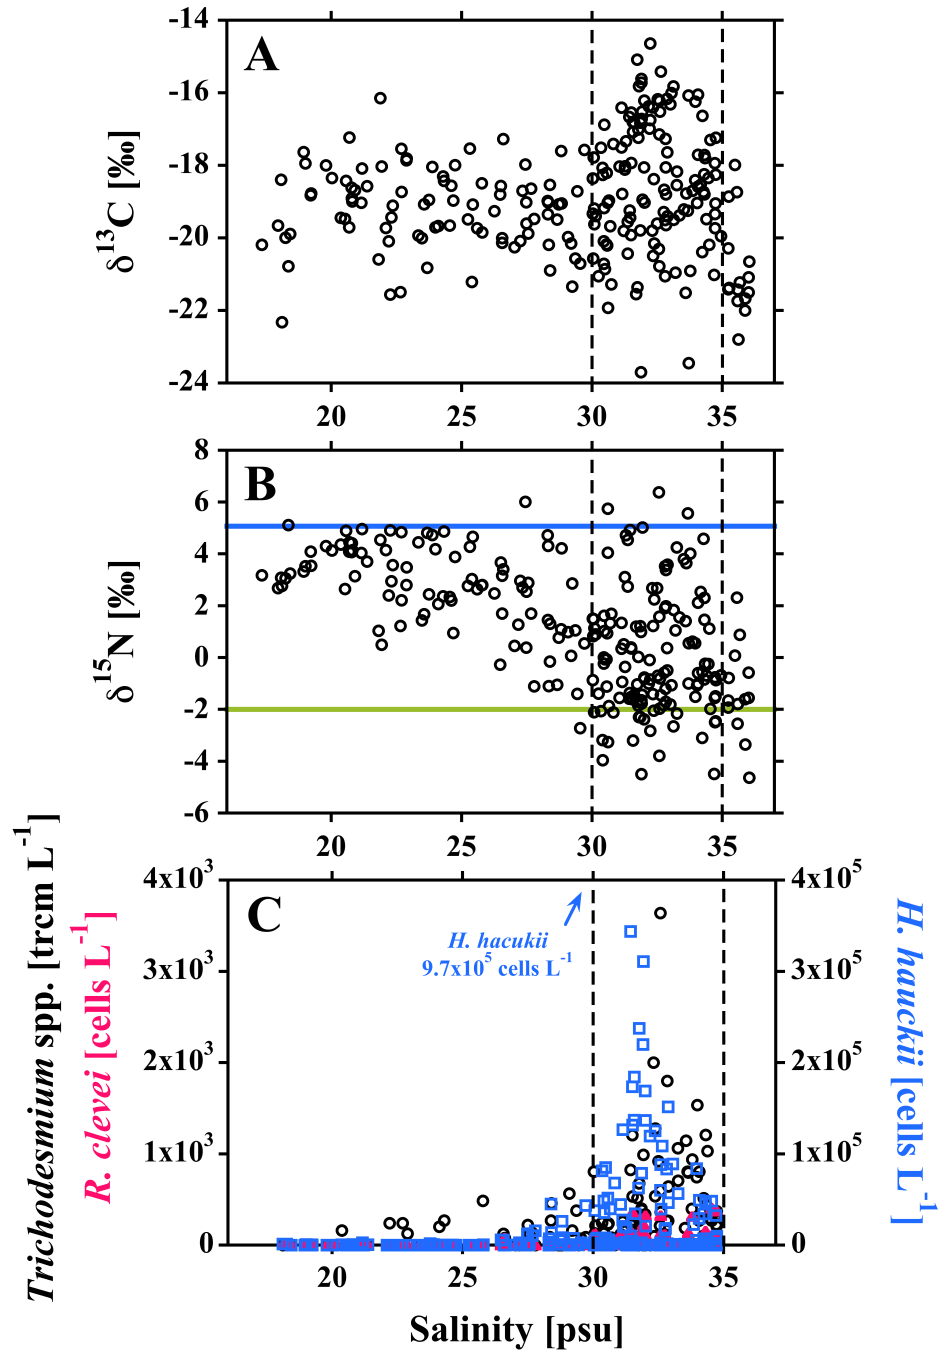 A
δ¹³C [‰]
-14
-16
-18
-20
-22
-24
20
25
30
35
B
δ¹⁵N [‰]
8
6
4
2
0
-2
-4
-6
20
25
30
35
C
Trichodesmium spp. [trcm L⁻¹]
R. clevei [cells L⁻¹]
4x10³
3x10³
2x10³
1x10³
0
H. hacukii
9.7x10⁵ cells L⁻¹
4x10⁵
3x10⁵
2x10⁵
1x10⁵
0
H. hauckii [cells L⁻¹]
20
25
30
35
Salinity [psu]